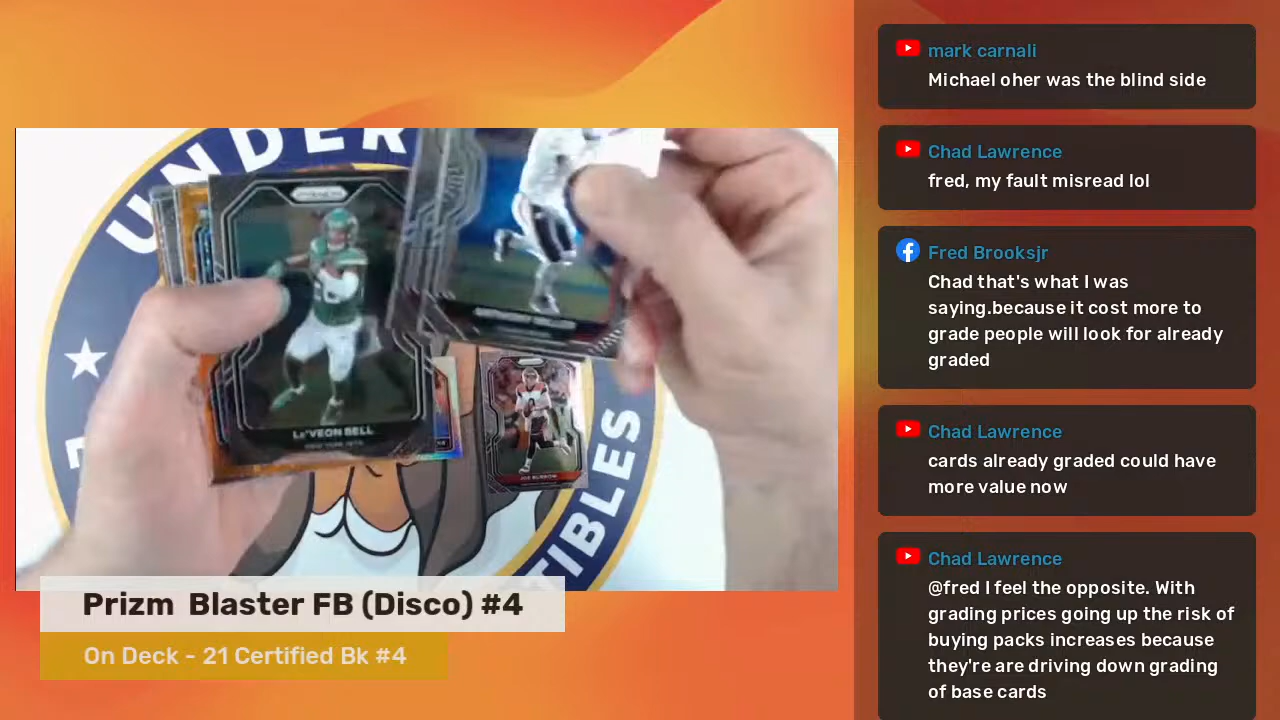 UNDER
PRIZM
LE'VEON BELL
NEW YORK JETS
JOE BURROW
TIBLES
Prizm Blaster FB (Disco) #4
On Deck - 21 Certified Bk #4
mark carnali
Michael oher was the blind side
Chad Lawrence
fred, my fault misread lol
Fred Brooksjr
Chad that's what I was
saying.because it cost more to
grade people will look for already
graded
Chad Lawrence
cards already graded could have
more value now
Chad Lawrence
@fred I feel the opposite. With
grading prices going up the risk of
buying packs increases because
they're are driving down grading
of base cards